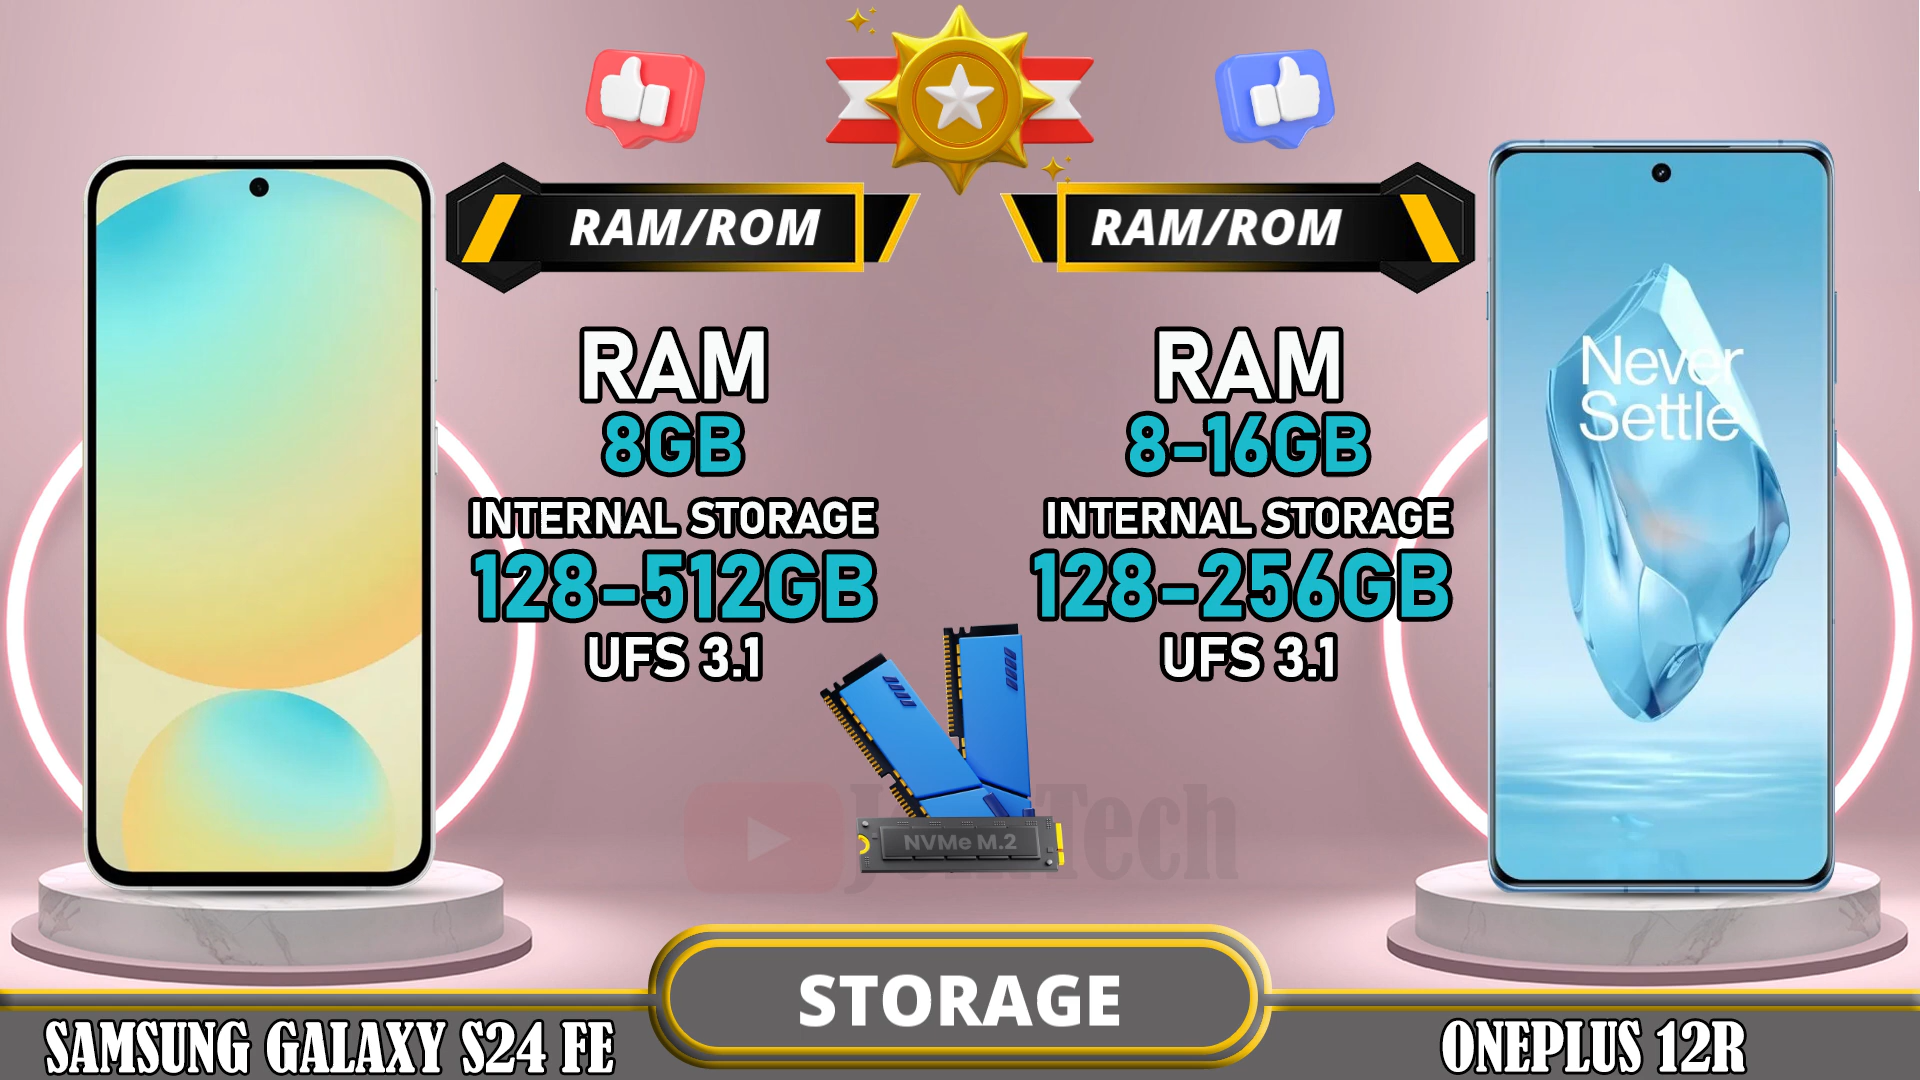 RAM/ROM
RAM/ROM
RAM
8GB
INTERNAL STORAGE
128-512GB
UFS 3.1
RAM
8-16GB
INTERNAL STORAGE
128-256GB
UFS 3.1
Never
Settle
NVMe M.2
STORAGE
SAMSUNG GALAXY S24 FE
ONEPLUS 12R